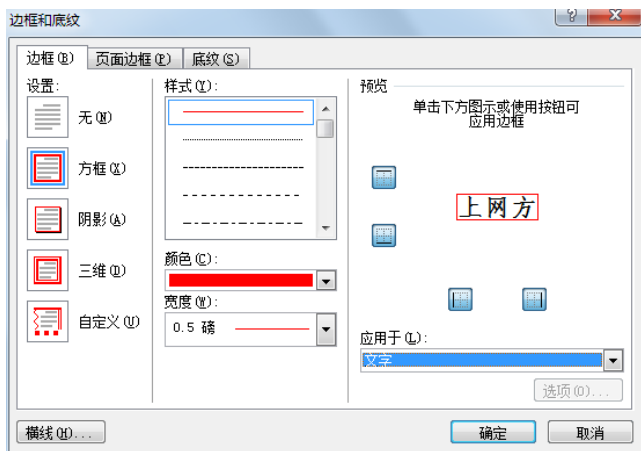 边框和底纹
?
X
边框(B)
页面边框(P)
底纹(S)
设置:
无(N)
方框(X)
阴影(A)
三维(D)
自定义(U)
样式(Y):
颜色(C):
宽度(W):
0.5 磅
预览
单击下方图示或使用按钮可
应用边框
上网方
应用于(L):
文字
选项(O)...
横线(H)...
确定
取消